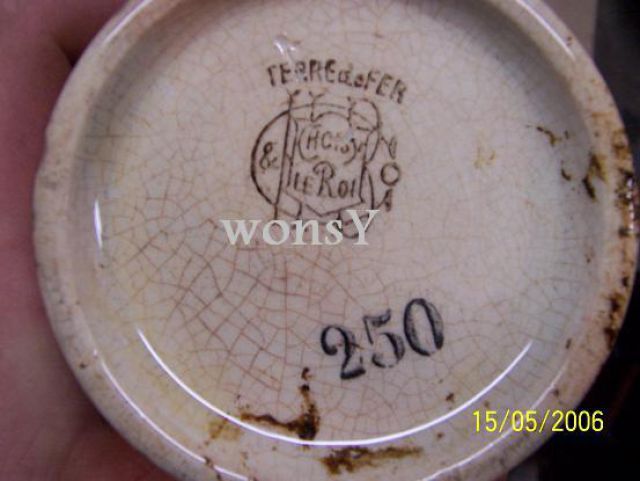 TERRE de FER
CHOISY
& LE ROI
wonsY
250
15/05/2006